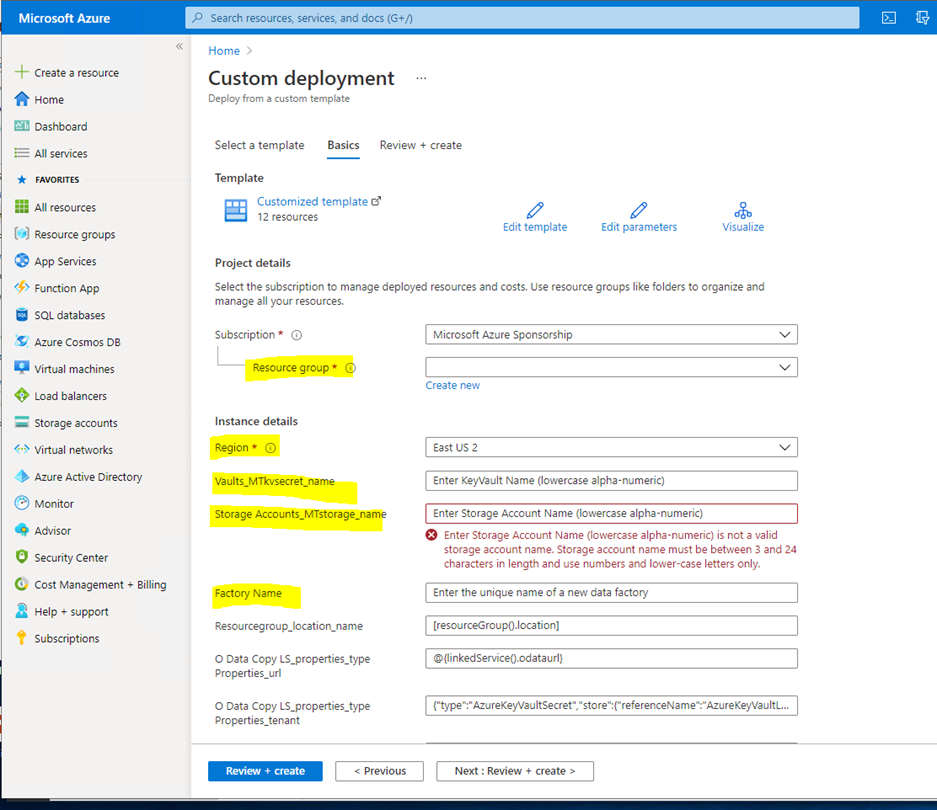 Microsoft Azure
Search resources, services, and docs (G+/)
«
Create a resource
Home
Dashboard
All services
FAVORITES
All resources
Resource groups
App Services
Function App
SQL databases
Azure Cosmos DB
Virtual machines
Load balancers
Storage accounts
Virtual networks
Azure Active Directory
Monitor
Advisor
Security Center
Cost Management + Billing
Help + support
Subscriptions
Home >
Custom deployment ...
Deploy from a custom template
Select a template Basics Review + create
Template
Customized template
12 resources
Edit template Edit parameters Visualize
Project details
Select the subscription to manage deployed resources and costs. Use resource groups like folders to organize and
manage all your resources.
Subscription * Microsoft Azure Sponsorship
Resource group *
Create new
Instance details
Region * East US 2
Vaults_MTkvsecret_name Enter KeyVault Name (lowercase alpha-numeric)
Storage Accounts_MTstorage_name Enter Storage Account Name (lowercase alpha-numeric)
Enter Storage Account Name (lowercase alpha-numeric) is not a valid
storage account name. Storage account name must be between 3 and 24
characters in length and use numbers and lower-case letters only.
Factory Name Enter the unique name of a new data factory
Resourcegroup_location_name [resourceGroup().location]
O Data Copy LS_properties_type @{linkedService().odataurl}
Properties_url
O Data Copy LS_properties_type {"type":"AzureKeyVaultSecret","store":{"referenceName":"AzureKeyVaultL...
Properties_tenant
Review + create < Previous Next : Review + create >